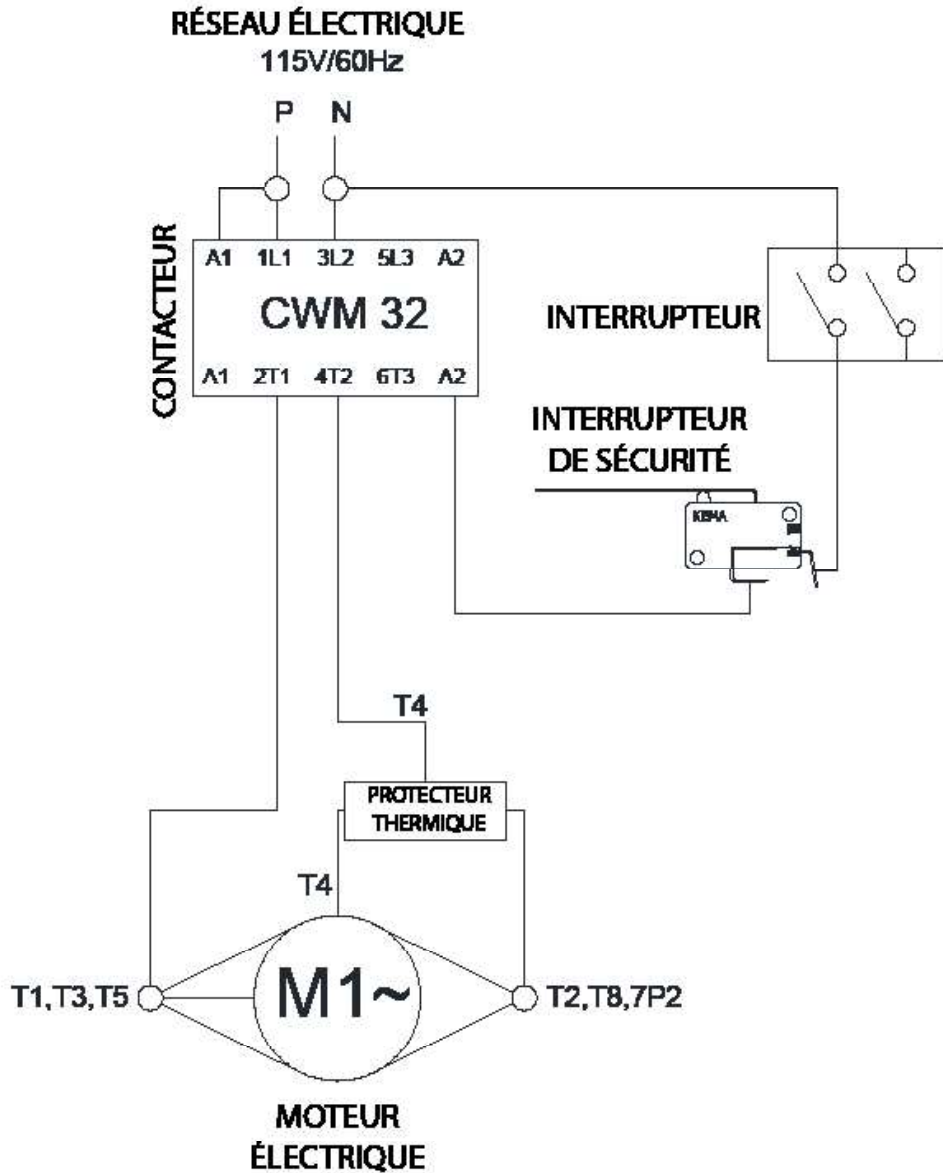 RÉSEAU ÉLECTRIQUE
115V/60Hz
P N
CONTACTEUR
A1 1L1 3L2 5L3 A2
CWM 32
A1 2T1 4T2 6T3 A2
INTERRUPTEUR
INTERRUPTEUR
DE SÉCURITÉ
KEMA
T4
PROTECTEUR
THERMIQUE
T4
T1,T3,T5
M1~
T2,T8,7P2
MOTEUR
ÉLECTRIQUE